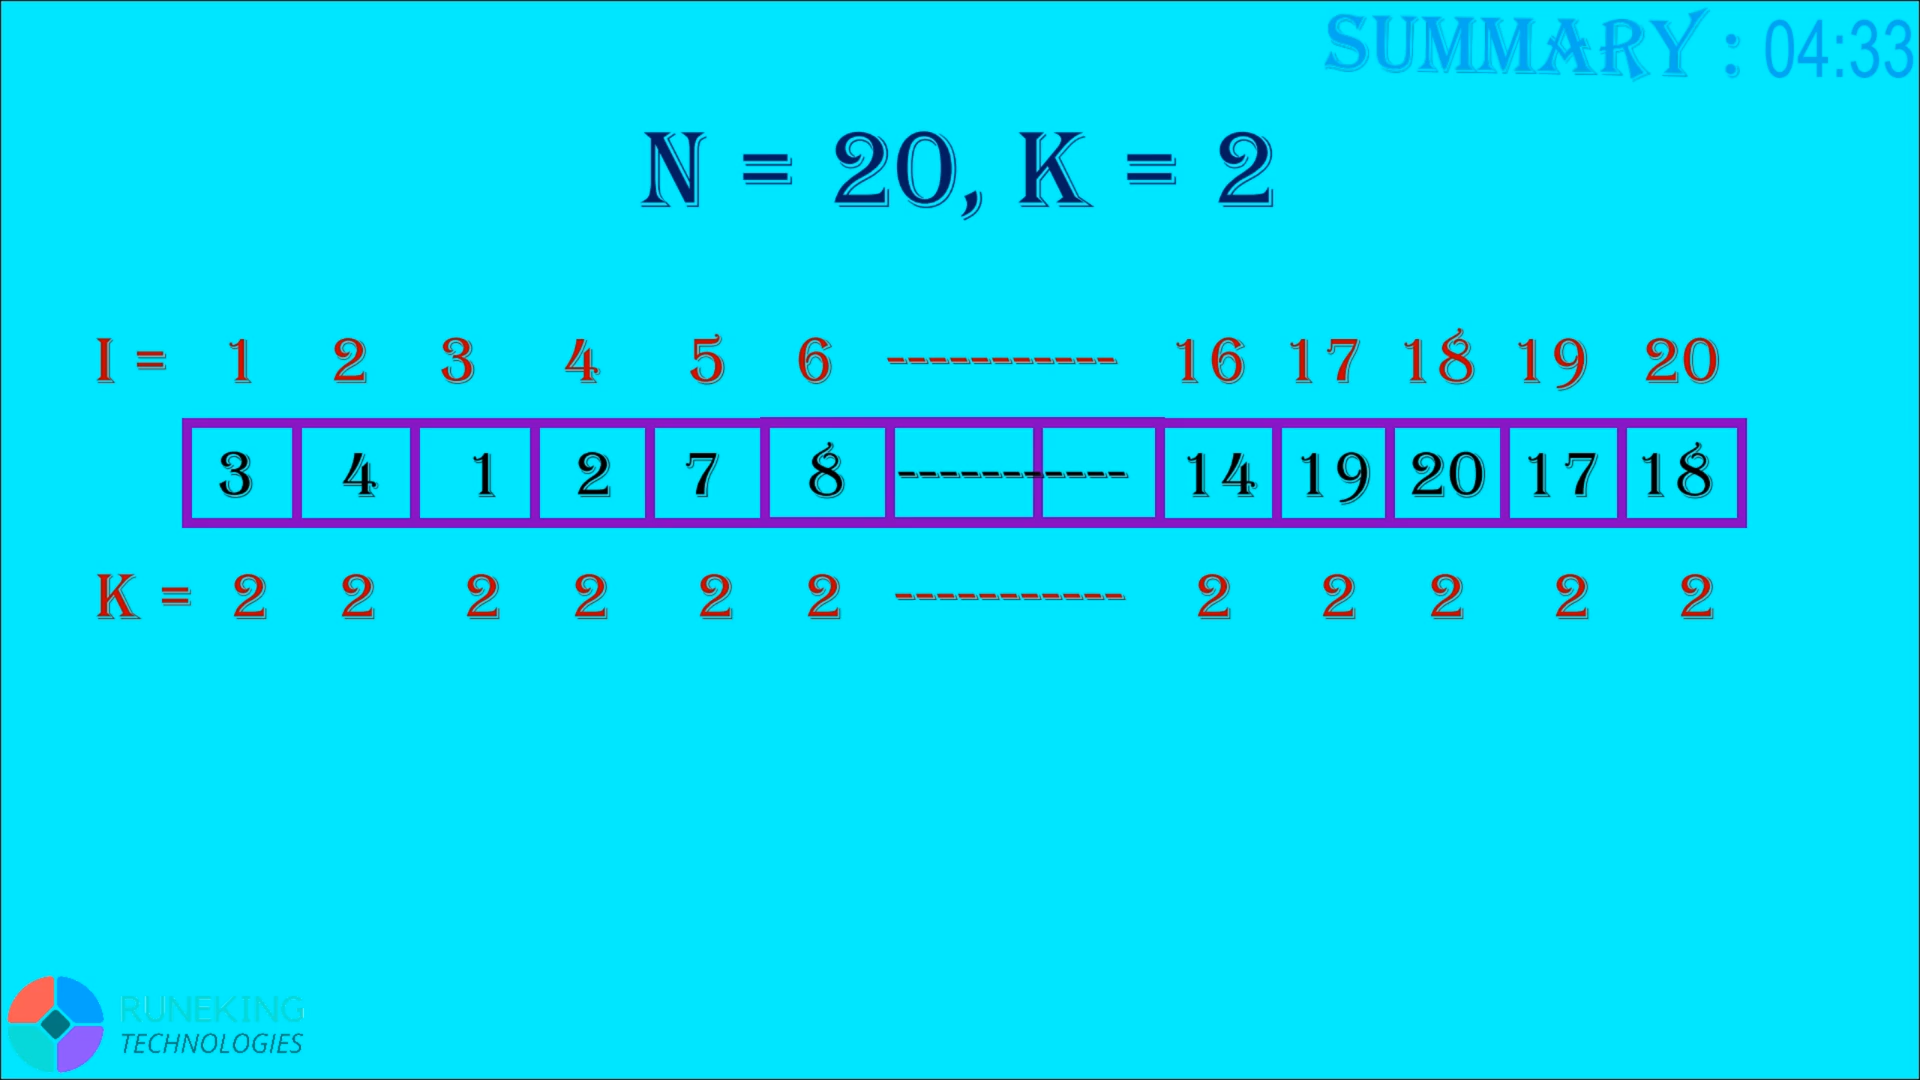 SUMMARY : 04:33
N = 20, K = 2
I = 1 2 3 4 5 6 ----------- 16 17 18 19 20
3 4 1 2 7 8 ----------- 14 19 20 17 18
K = 2 2 2 2 2 2 ----------- 2 2 2 2 2
RUNEKING
TECHNOLOGIES